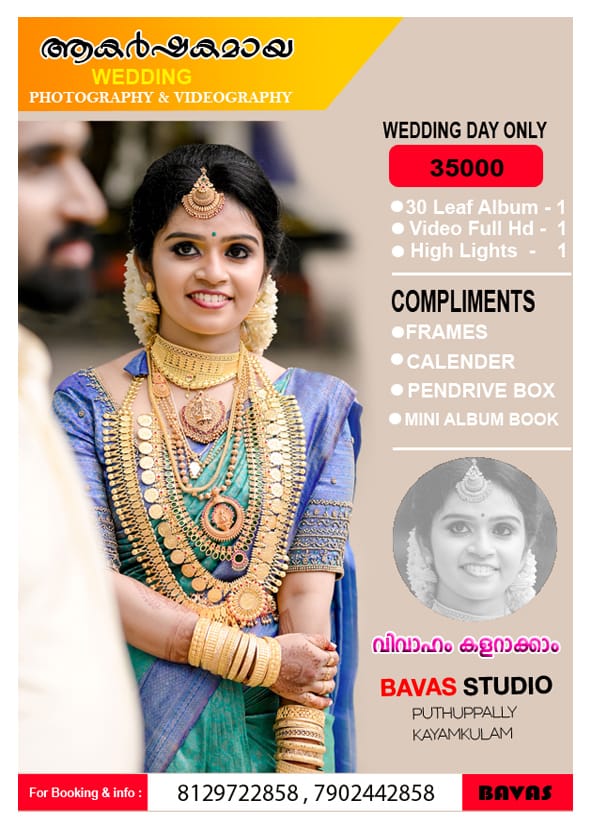 ആകർഷകമായ
WEDDING
PHOTOGRAPHY & VIDEOGRAPHY
WEDDING DAY ONLY
35000
30 Leaf Album - 1
Video Full Hd - 1
High Lights - 1
COMPLIMENTS
FRAMES
CALENDER
PENDRIVE BOX
MINI ALBUM BOOK
വിവാഹം കളറാക്കാം
BAVAS STUDIO
PUTHUPPALLY
KAYAMKULAM
For Booking & info : 8129722858 , 7902442858 BAVAS